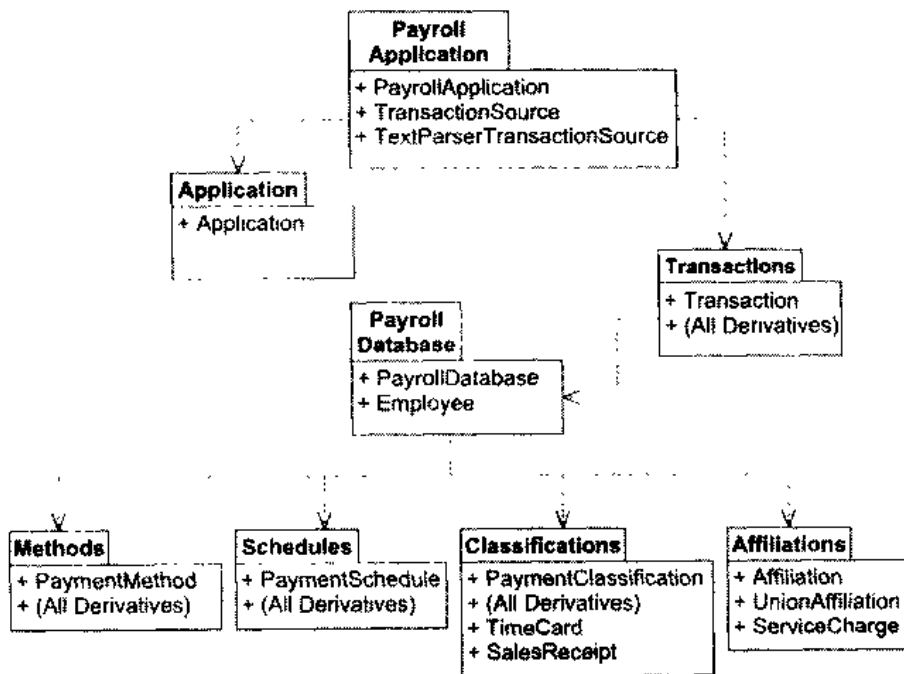 Payroll
Application
+ PayrollApplication
+ TransactionSource
+ TextParserTransactionSource
Application
+ Application
Transactions
+ Transaction
+ (All Derivatives)
Payroll
Database
+ PayrollDatabase
+ Employee
Methods
+ PaymentMethod
+ (All Derivatives)
Schedules
+ PaymentSchedule
+ (All Derivatives)
Classifications
+ PaymentClassification
+ (All Derivatives)
+ TimeCard
+ SalesReceipt
Affiliations
+ Affiliation
+ UnionAffiliation
+ ServiceCharge